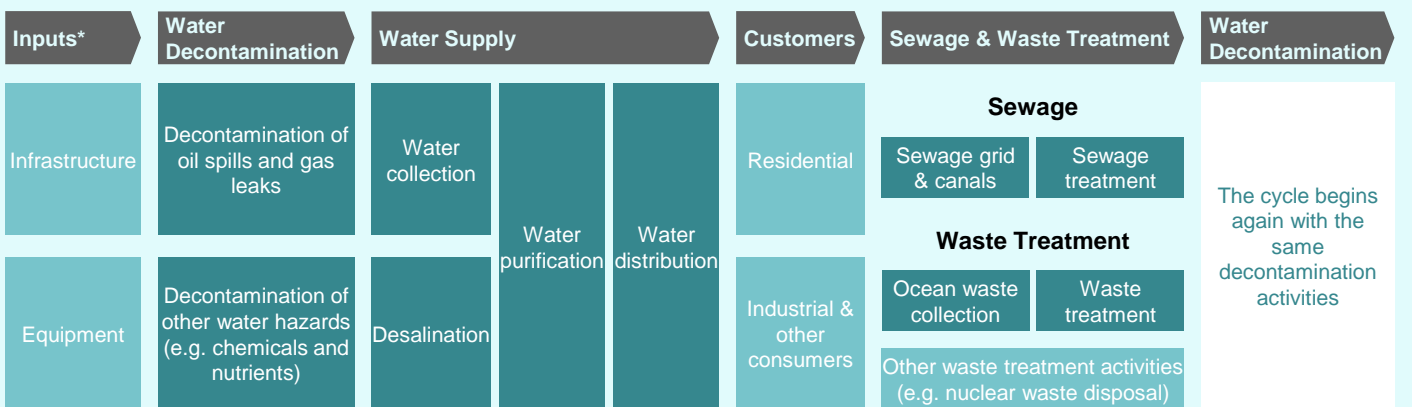 Inputs*
Water
Decontamination
Water Supply
Customers
Sewage & Waste Treatment
Water
Decontamination
Infrastructure
Equipment
Decontamination of
oil spills and gas
leaks
Decontamination of
other water hazards
(e.g. chemicals and
nutrients)
Water
collection
Desalination
Water
purification
Water
distribution
Residential
Industrial &
other
consumers
Sewage
Sewage grid
& canals
Sewage
treatment
Waste Treatment
Ocean waste
collection
Waste
treatment
Other waste treatment activities
(e.g. nuclear waste disposal)
The cycle begins
again with the
same
decontamination
activities